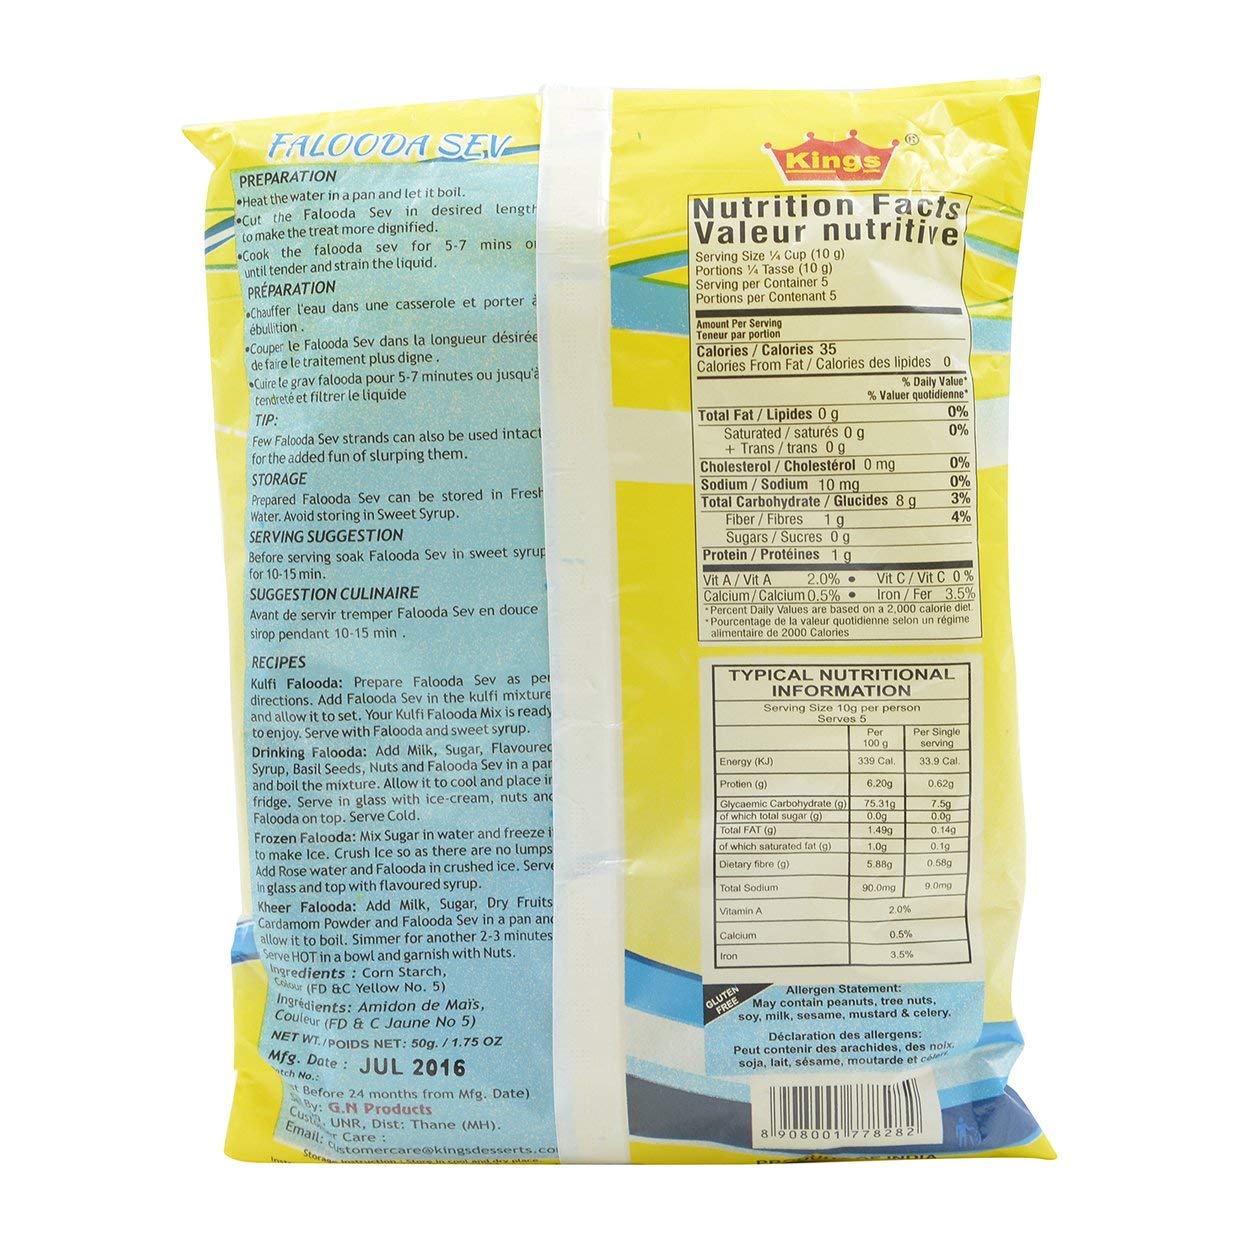 FALOODA SEV
PREPARATION
•Heat the water in a pan and let it boil.
•Cut the Falooda Sev in desired length
to make the treat more dignified.
•Cook the falooda sev for 5-7 mins
until tender and strain the liquid.
PRÉPARATION
•Chauffer l'eau dans une casserole et porter à
ébullition .
•Couper le Falooda Sev dans la longueur désirée
de faire le traitement plus digne .
•Cuire le grav falooda pour 5-7 minutes ou jusqu'à
tendreté et filtrer le liquide
TIP:
Few Falooda Sev strands can also be used intact
for the added fun of slurping them.
STORAGE
Prepared Falooda Sev can be stored in Fresh
Water. Avoid storing in Sweet Syrup.
SERVING SUGGESTION
Before serving soak Falooda Sev in sweet syrup
for 10-15 min.
SUGGESTION CULINAIRE
Avant de servir tremper Falooda Sev en douce
sirop pendant 10-15 min .
RECIPES
Kulfi Falooda: Prepare Falooda Sev as per
directions. Add Falooda Sev in the kulfi mixture
and allow it to set. Your Kulfi Falooda Mix is ready
to enjoy. Serve with Falooda and sweet syrup.
Drinking Falooda: Add Milk, Sugar, Flavoured
Syrup, Basil Seeds, Nuts and Falooda Sev in a pan
and boil the mixture. Allow it to cool and place in
fridge. Serve in glass with ice-cream, nuts and
Falooda on top. Serve Cold.
Frozen Falooda: Mix Sugar in water and freeze it
to make Ice. Crush Ice so as there are no lumps
Add Rose water and Falooda in crushed ice. Serve
in glass and top with flavoured syrup.
Kheer Falooda: Add Milk, Sugar, Dry Fruits
Cardamom Powder and Falooda Sev in a pan and
allow it to boil. Simmer for another 2-3 minutes
Serve HOT in a bowl and garnish with Nuts.
Ingredients : Corn Starch,
Colour (FD &C Yellow No. 5)
Ingrédients: Amidon de Maïs,
Couleur (FD & C Jaune No 5)
NET WT./POIDS NET: 50g. / 1.75 OZ
Mfg. Date : JUL 2016
No.:
Before 24 months from Mfg. Date)
By: G.N Products
UNR, Dist: Thane (MH).
Care :
Email: customercare@kingsdesserts.co
Storage Instruction : Store in cool and dry place.
Kings ®
Nutrition Facts
Valeur nutritive
Serving Size ¼ Cup (10 g)
Portions ¼ Tasse (10 g)
Serving per Container 5
Portions per Contenant 5
Amount Per Serving
Teneur par portion
Calories / Calories 35
Calories From Fat / Calories des lipides 0
% Daily Value*
% Valuer quotidienne*
Total Fat / Lipides 0 g 0%
Saturated / saturés 0 g 0%
+ Trans / trans 0 g
Cholesterol / Cholestérol 0 mg 0%
Sodium / Sodium 10 mg 0%
Total Carbohydrate / Glucides 8 g 3%
Fiber / Fibres 1 g 4%
Sugars / Sucres 0 g
Protein / Protéines 1 g
Vit A / Vit A 2.0% • Vit C / Vit C 0 %
Calcium / Calcium 0.5% • Iron / Fer 3.5%
*Percent Daily Values are based on a 2,000 calorie diet.
*Pourcentage de la valeur quotidienne selon un régime
alimentaire de 2000 Calories
TYPICAL NUTRITIONAL
INFORMATION
Serving Size 10g per person
Serves 5
Per 100 g Per Single serving
Energy (KJ) 339 Cal. 33.9 Cal.
Protien (g) 6.20g 0.62g
Glycaemic Carbohydrate (g) 75.31g 7.5g
of which total sugar (g) 0.0g 0.0g
Total FAT (g) 1.49g 0.14g
of which saturated fat (g) 1.0g 0.1g
Dietary fibre (g) 5.88g 0.58g
Total Sodium 90.0mg 9.0mg
Vitamin A 2.0%
Calcium 0.5%
Iron 3.5%
GLUTEN
FREE
Allergen Statement:
May contain peanuts, tree nuts,
soy, milk, sesame, mustard & celery.
Déclaration des allergens:
Peut contenir des arachides, des noix,
soja, lait, sésame, moutarde et céleri.
8 908001 778282
PRODUCT OF INDIA